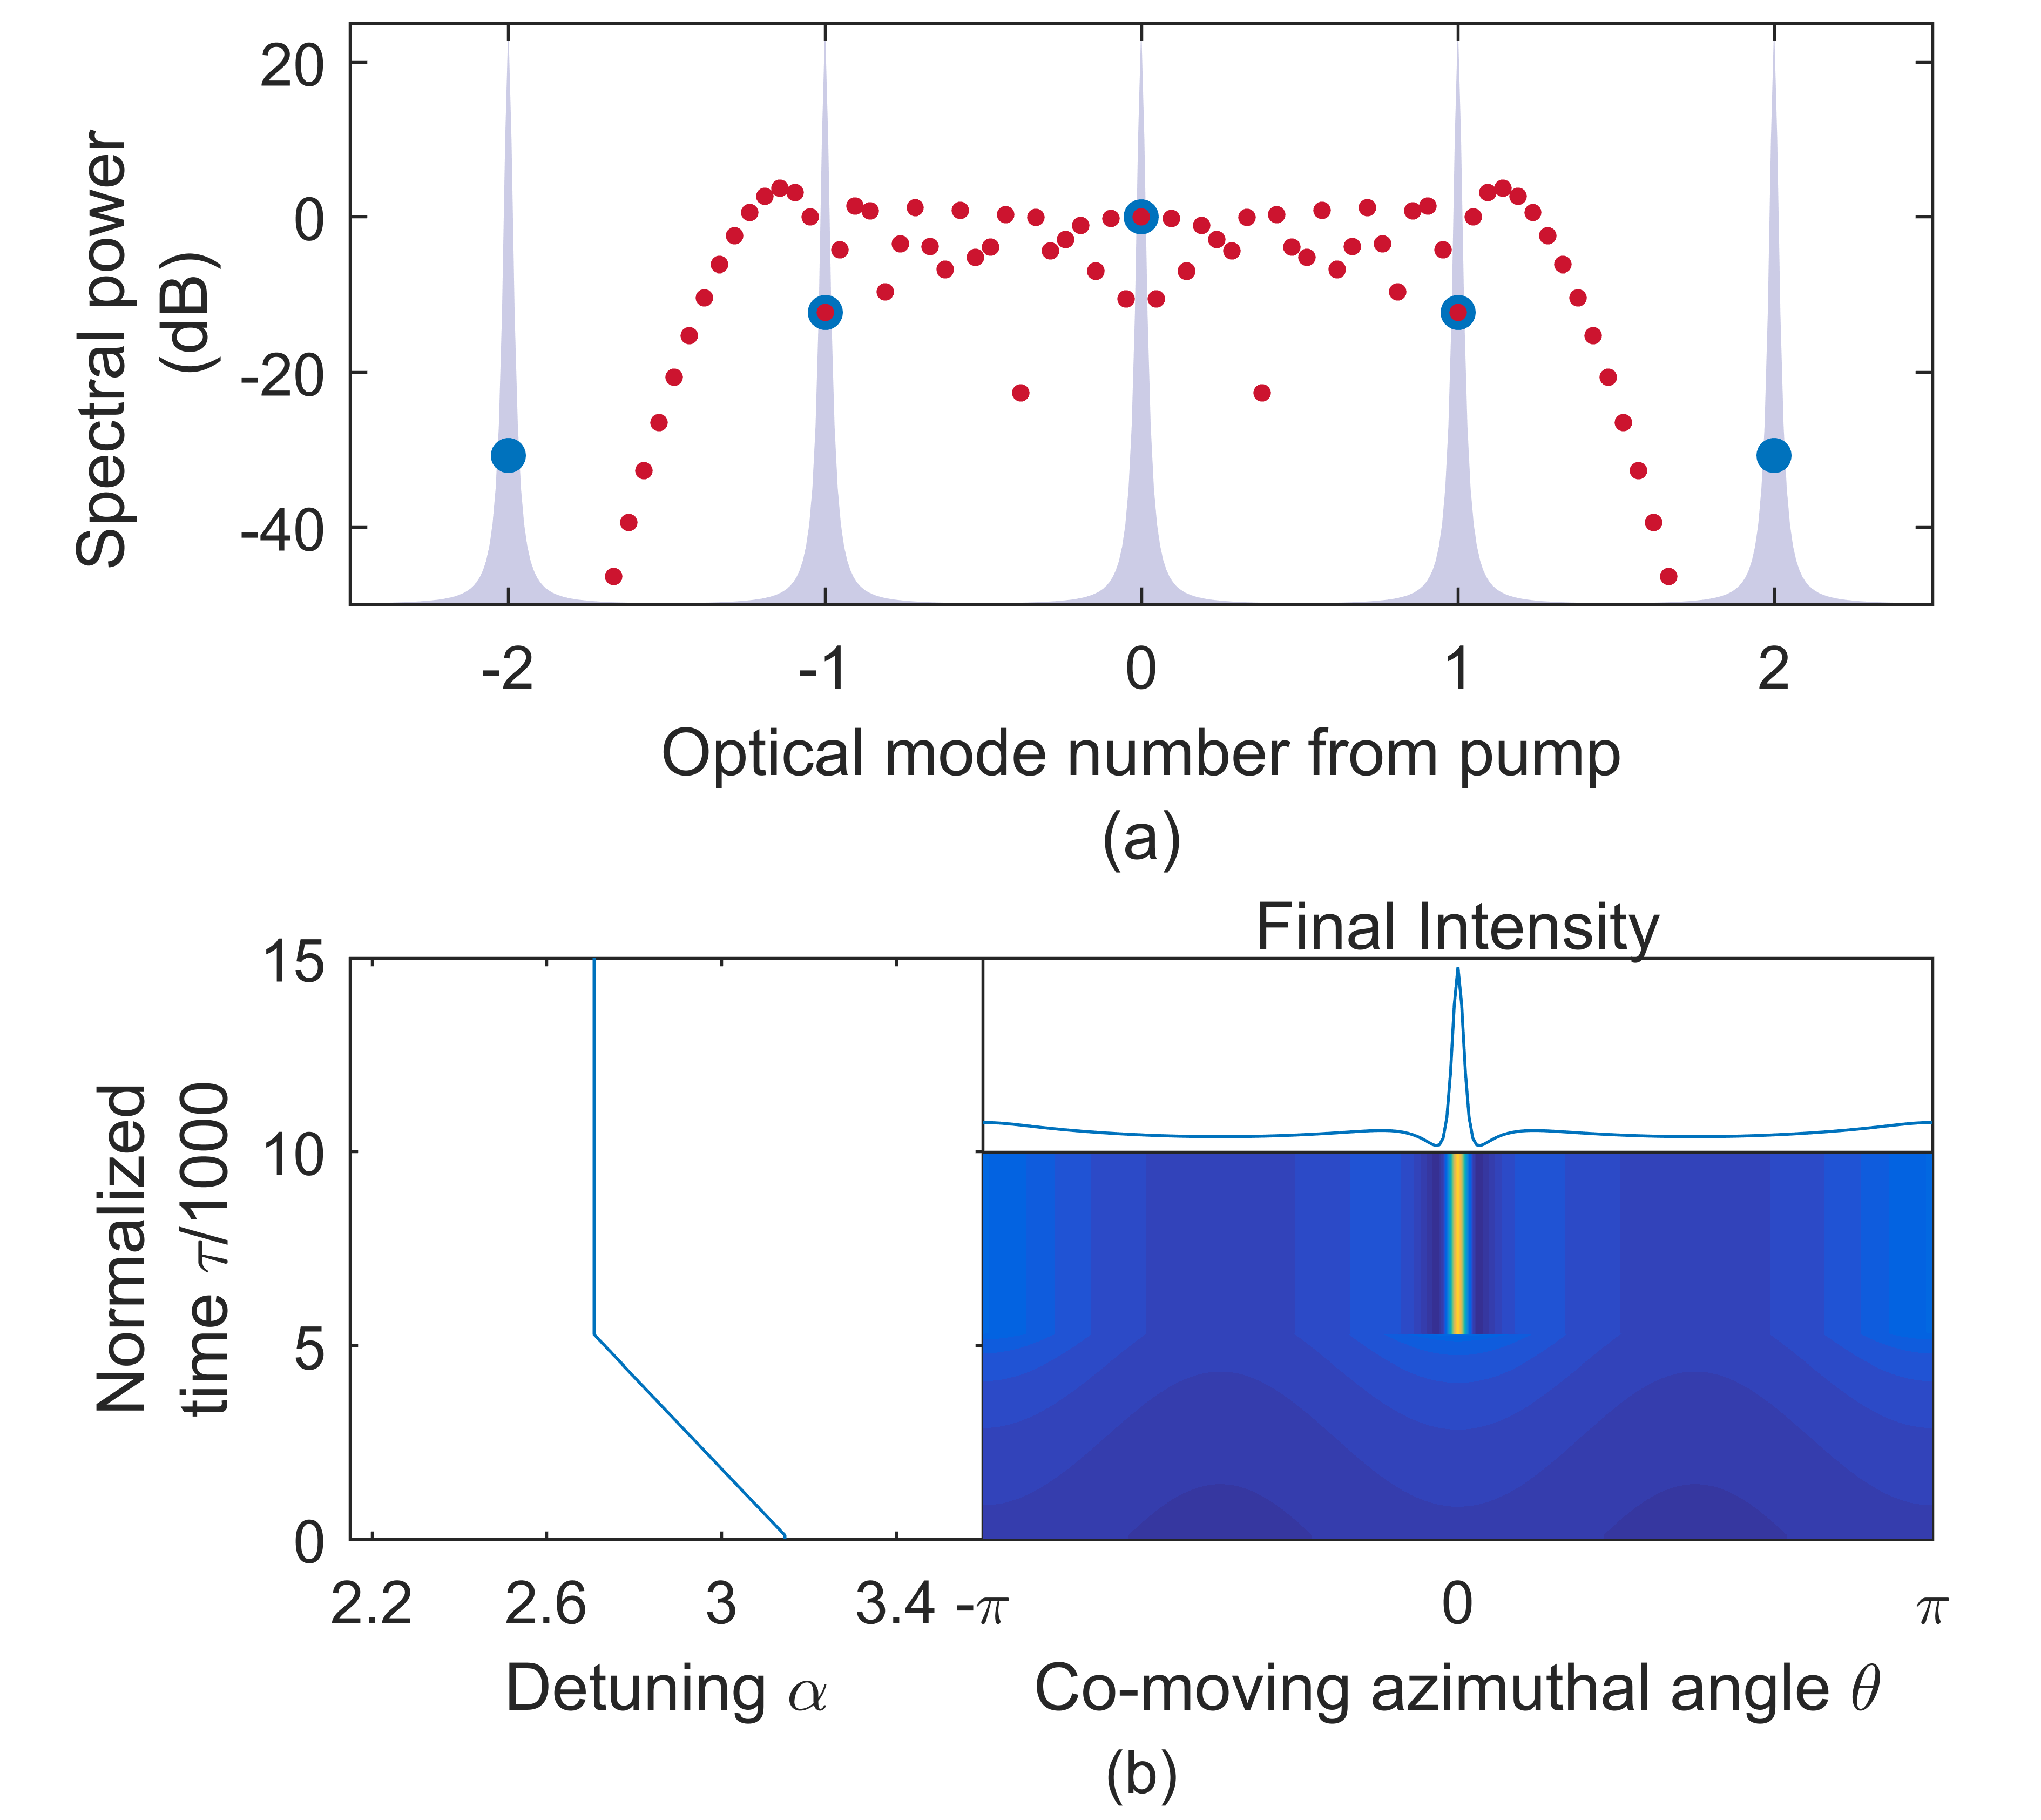 Spectral power
(dB)
20
0
-20
-40
-2 -1 0 1 2
Optical mode number from pump
(a)
Final Intensity
Normalized
time τ/1000
15
10
5
0
2.2 2.6 3 3.4 -π 0 π
Detuning α Co-moving azimuthal angle θ
(b)